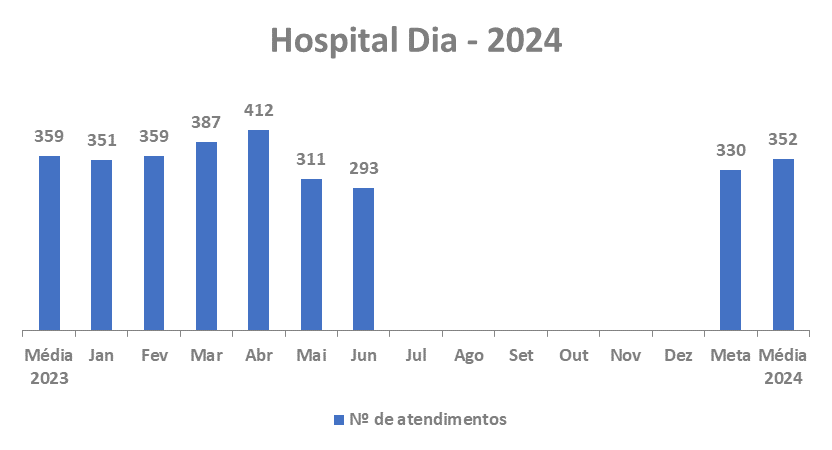 Hospital Dia - 2024
359
351
359
387
412
311
293
330
352
Média 2023
Jan
Fev
Mar
Abr
Mai
Jun
Jul
Ago
Set
Out
Nov
Dez
Meta
Média 2024
Nº de atendimentos